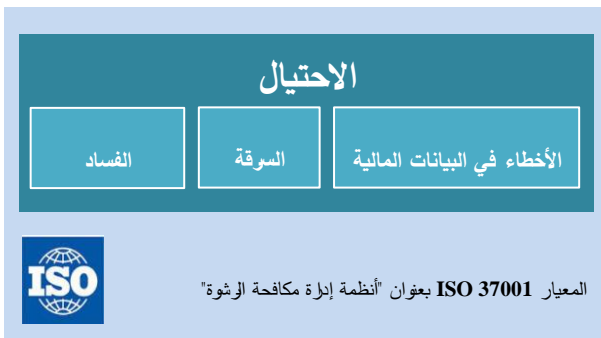 الاحتيال
الأخطاء في البيانات المالية
السرقة
الفساد
المعيار ISO 37001 بعنوان "أنظمة إدارة مكافحة الرشوة"
ISO